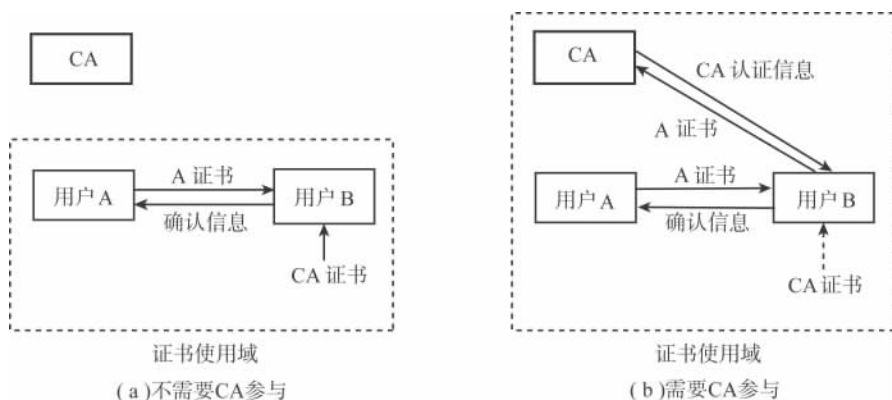 CA
A 证书
用户 A
用户 B
确认信息
CA 证书
证书使用域
( a )不需要CA参与
CA
CA 认证信息
A 证书
A 证书
用户 A
用户 B
确认信息
CA 证书
证书使用域
( b )需要CA参与